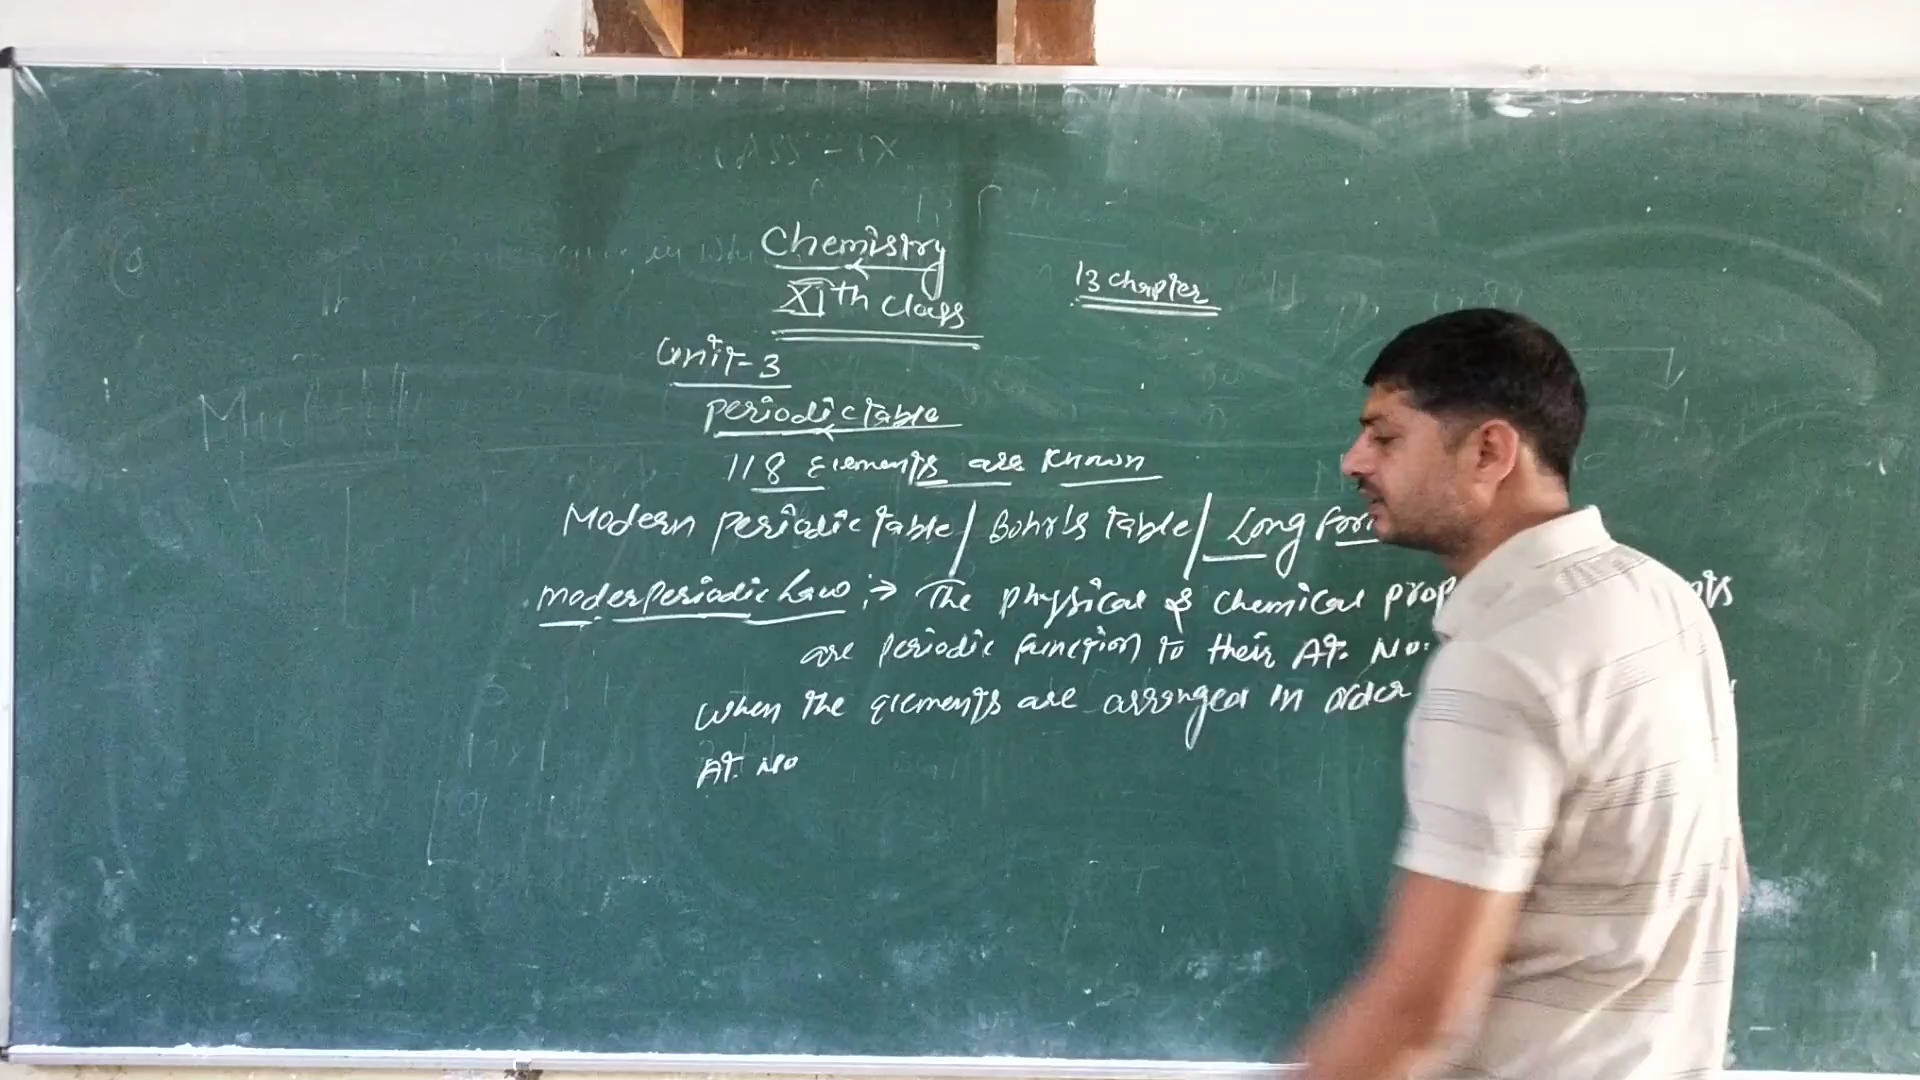 Chemistry
XIth Class
13 chapter
Unit-3
Periodic table
118 Elements are known
Modern Periodic table / Bohr's table / Long
Moder Periodic Law :→ The physical & chemical
are periodic function to their At. No.
When the elements are arranged in order
At. No